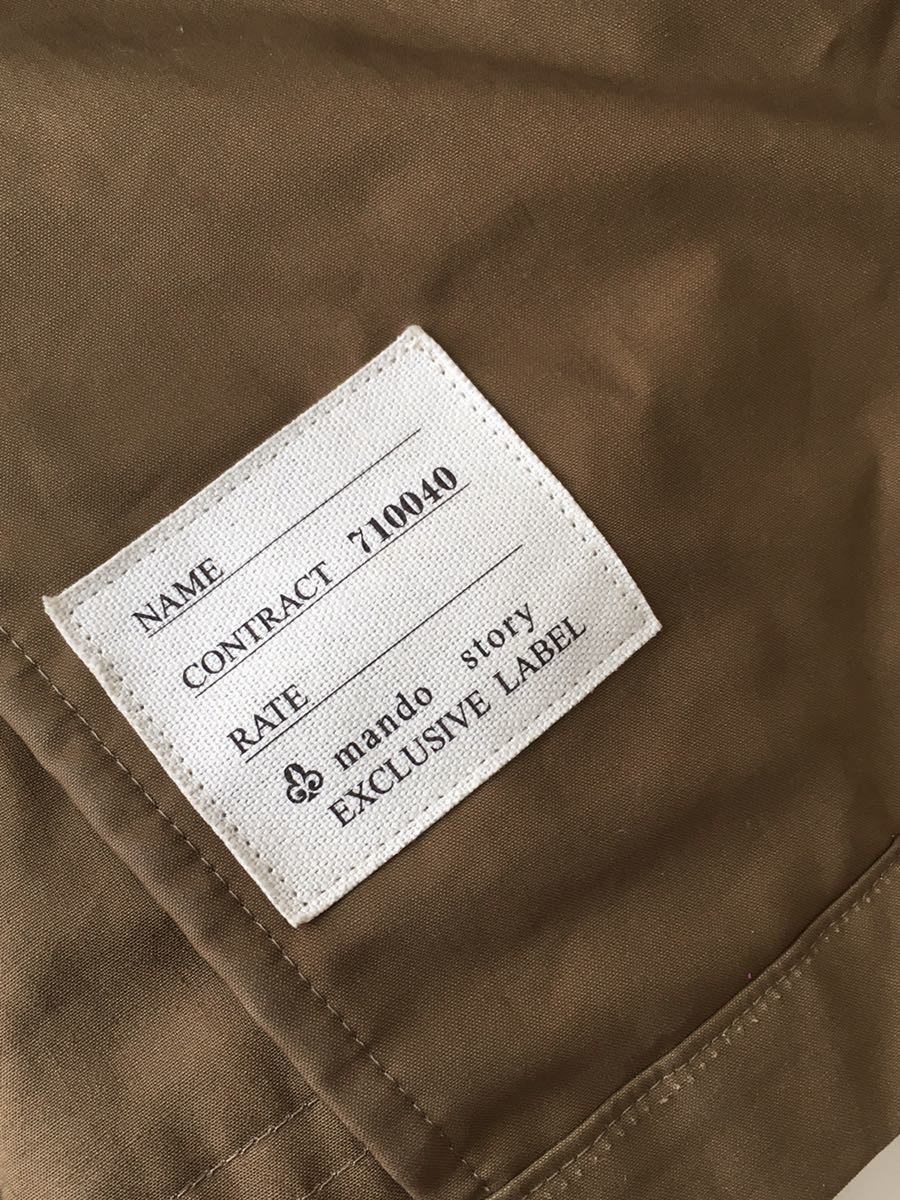 NAME
CONTRACT 710040
RATE
mando story
EXCLUSIVE LABEL